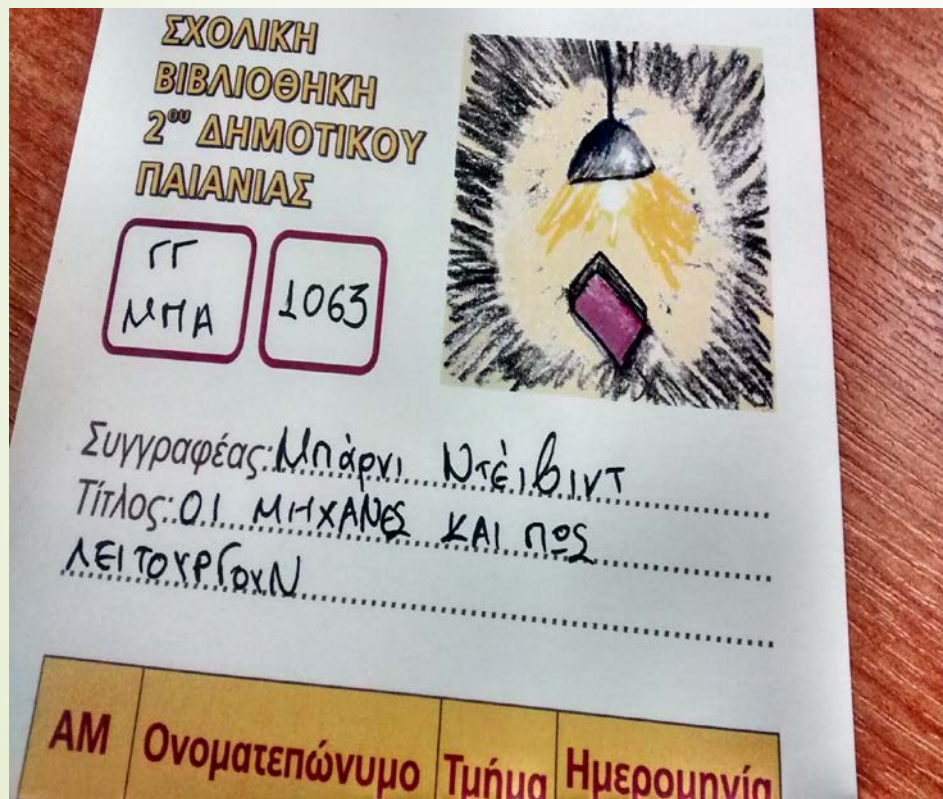 ΣΧΟΛΙΚΗ
ΒΙΒΛΙΟΘΗΚΗ
2ου ΔΗΜΟΤΙΚΟΥ
ΠΑΙΑΝΙΑΣ
ΓΓ
ΜΠΑ
1063
Συγγραφέας: Μπάρνι Ντέιβιντ
Τίτλος: ΟΙ ΜΗΧΑΝΕΣ ΚΑΙ ΠΩΣ
ΛΕΙΤΟΥΡΓΟΥΝ
ΑΜ Ονοματεπώνυμο Τμήμα Ημερομηνία